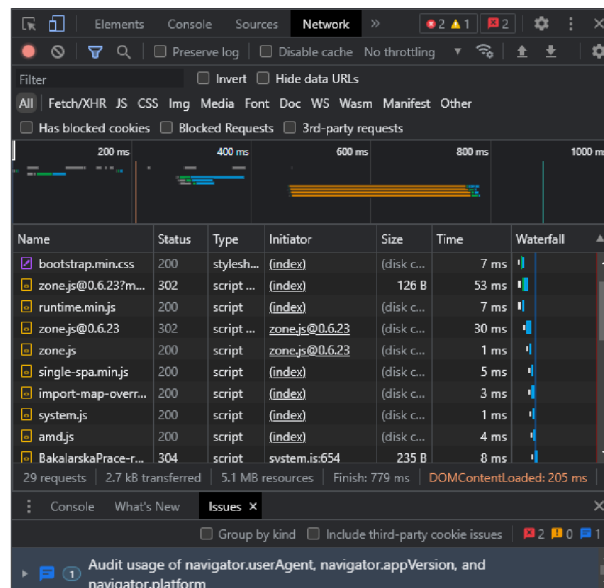 Elements Console Sources Network » 2 1 2
Preserve log Disable cache No throttling
Filter Invert Hide data URLs
All Fetch/XHR JS CSS Img Media Font Doc WS Wasm Manifest Other
Has blocked cookies Blocked Requests 3rd-party requests
200 ms 400 ms 600 ms 800 ms 1000 m
Name Status Type Initiator Size Time Waterfall
bootstrap.min.css 200 stylesh... (index) (disk c... 7 ms
zone.js@0.6.23?m... 302 script ... (index) 126 B 53 ms
runtime.min.js 200 script (index) (disk c... 7 ms
zone.js@0.6.23 302 script ... zone.js@0.6.23 (disk c... 30 ms
zone.js 200 script zone.js@0.6.23 (disk c... 1 ms
single-spa.min.js 200 script (index) (disk c... 5 ms
import-map-overr... 200 script (index) (disk c... 3 ms
system.js 200 script (index) (disk c... 1 ms
amd.js 200 script (index) (disk c... 4 ms
BakalarskaPrace-r... 304 script system.js:654 235 B 8 ms
29 requests 2.7 kB transferred 5.1 MB resources Finish: 779 ms DOMContentLoaded: 205 ms
Console What's New Issues ×
Group by kind Include third-party cookie issues 2 0 1
1 Audit usage of navigator.userAgent, navigator.appVersion, and
navigator.platform